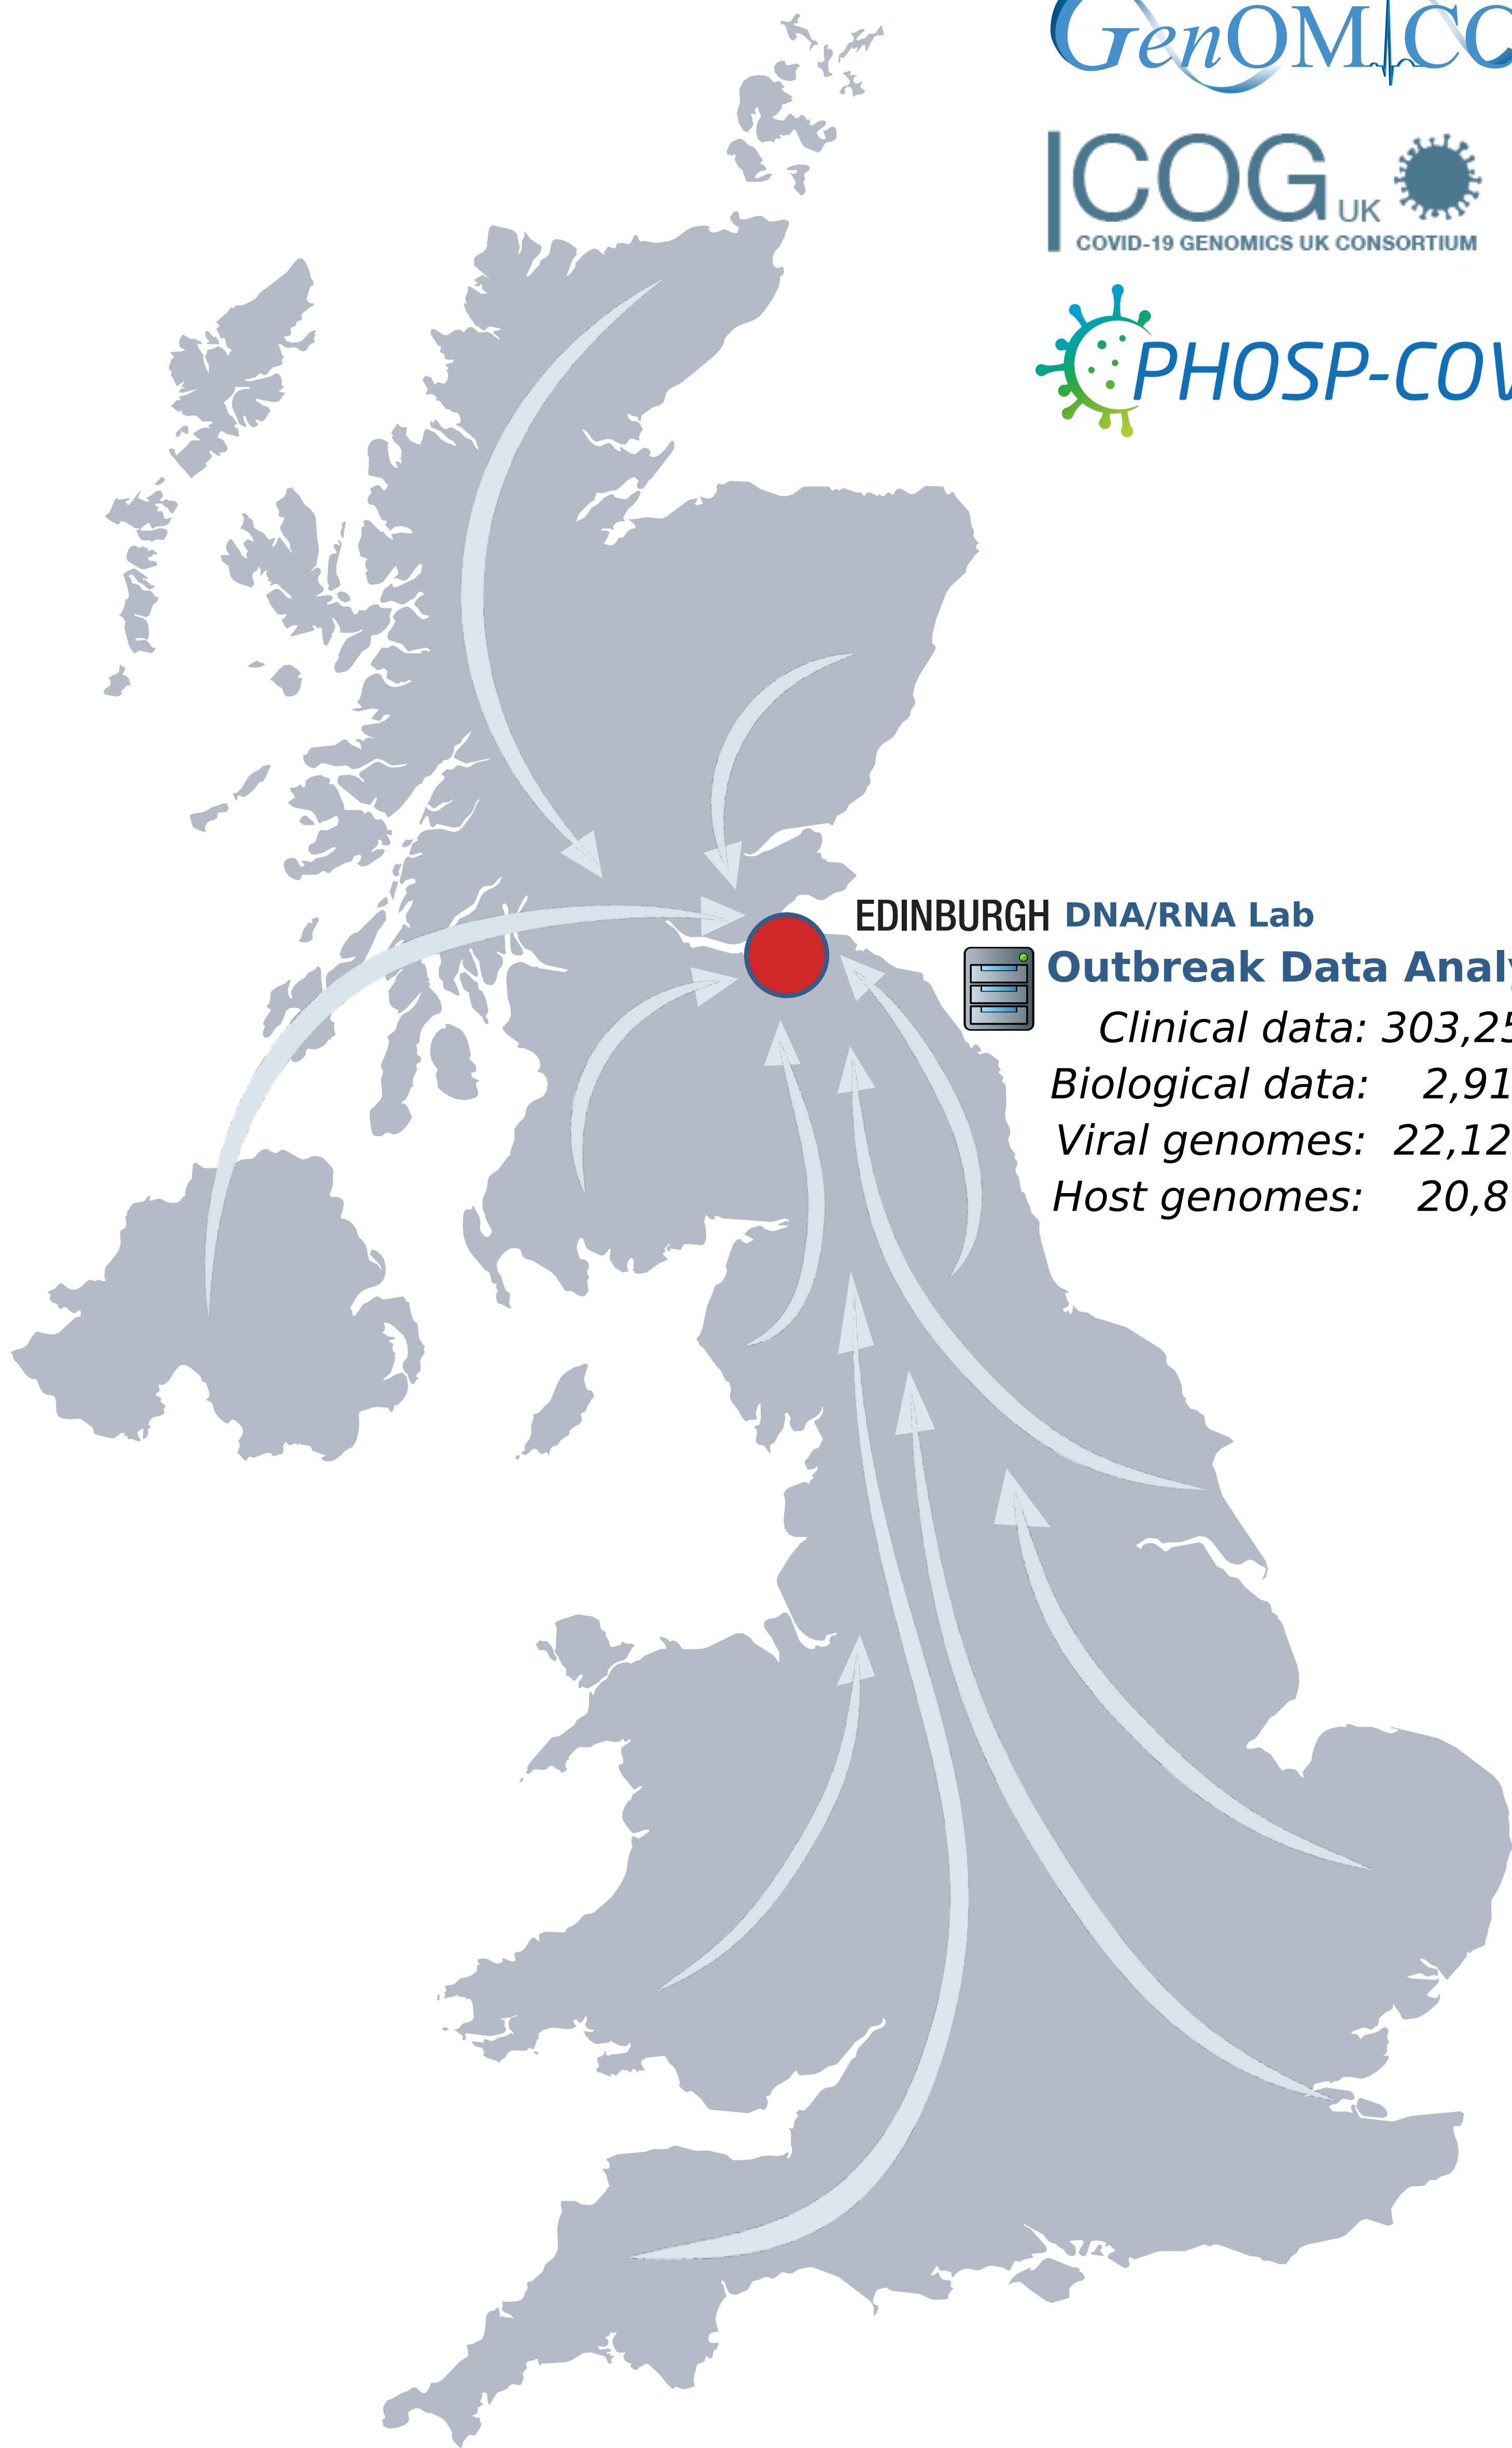 GenOMICC
COG UK
COVID-19 GENOMICS UK CONSORTIUM
PHOSP-COV
EDINBURGH DNA/RNA Lab
Outbreak Data Analy
Clinical data: 303,25
Biological data: 2,91
Viral genomes: 22,12
Host genomes: 20,8